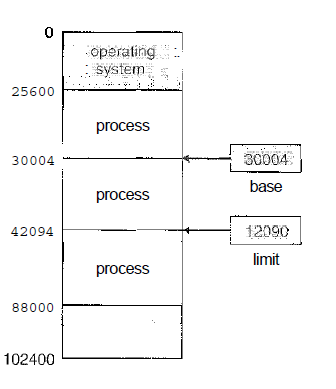 0
operating
system
25600
process
30004
30004
base
process
42094
12090
limit
process
88000
102400